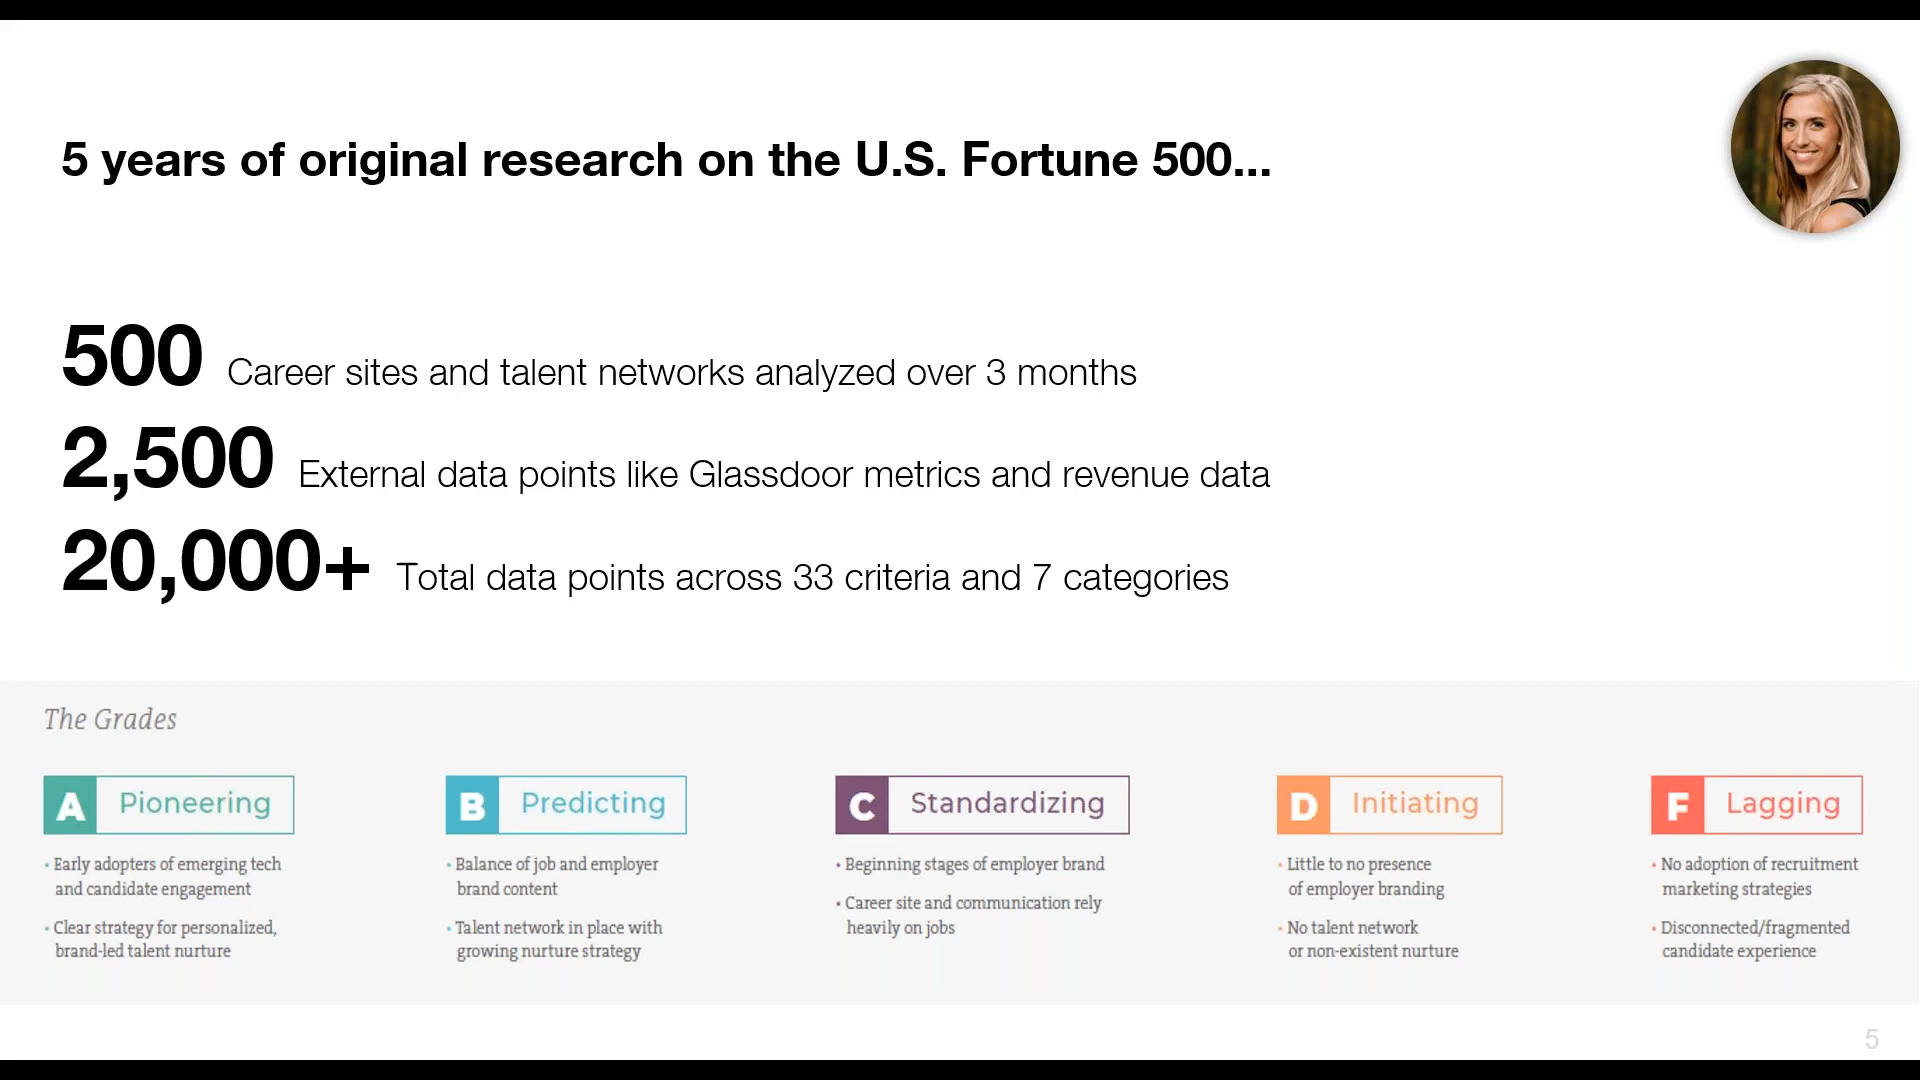 5 years of original research on the U.S. Fortune 500...
500 Career sites and talent networks analyzed over 3 months
2,500 External data points like Glassdoor metrics and revenue data
20,000+ Total data points across 33 criteria and 7 categories
The Grades
A Pioneering
• Early adopters of emerging tech
and candidate engagement
• Clear strategy for personalized,
brand-led talent nurture
B Predicting
• Balance of job and employer
brand content
• Talent network in place with
growing nurture strategy
C Standardizing
• Beginning stages of employer brand
• Career site and communication rely
heavily on jobs
D Initiating
• Little to no presence
of employer branding
• No talent network
or non-existent nurture
F Lagging
• No adoption of recruitment
marketing strategies
• Disconnected/fragmented
candidate experience
5